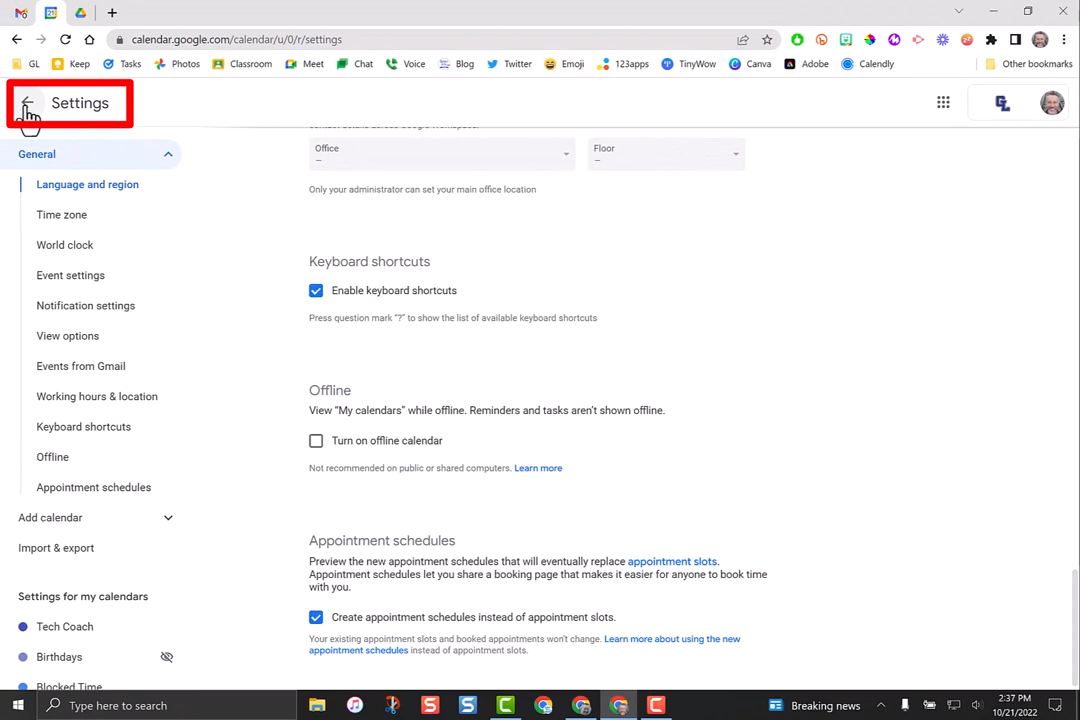 calendar.google.com/calendar/u/0/r/settings
GL Keep Tasks Photos Classroom Meet Chat Voice Blog Twitter Emoji 123apps TinyWow Canva Adobe Calendly Other bookmarks
Settings
General
Language and region
Time zone
World clock
Event settings
Notification settings
View options
Events from Gmail
Working hours & location
Keyboard shortcuts
Offline
Appointment schedules
Add calendar
Import & export
Settings for my calendars
Tech Coach
Birthdays
Blocked Time
Office
–
Floor
–
Only your administrator can set your main office location
Keyboard shortcuts
Enable keyboard shortcuts
Press question mark "?" to show the list of available keyboard shortcuts
Offline
View "My calendars" while offline. Reminders and tasks aren't shown offline.
Turn on offline calendar
Not recommended on public or shared computers. Learn more
Appointment schedules
Preview the new appointment schedules that will eventually replace appointment slots.
Appointment schedules let you share a booking page that makes it easier for anyone to book time
with you.
Create appointment schedules instead of appointment slots.
Your existing appointment slots and booked appointments won't change. Learn more about using the new
appointment schedules instead of appointment slots.
Type here to search
Breaking news
2:37 PM
10/21/2022